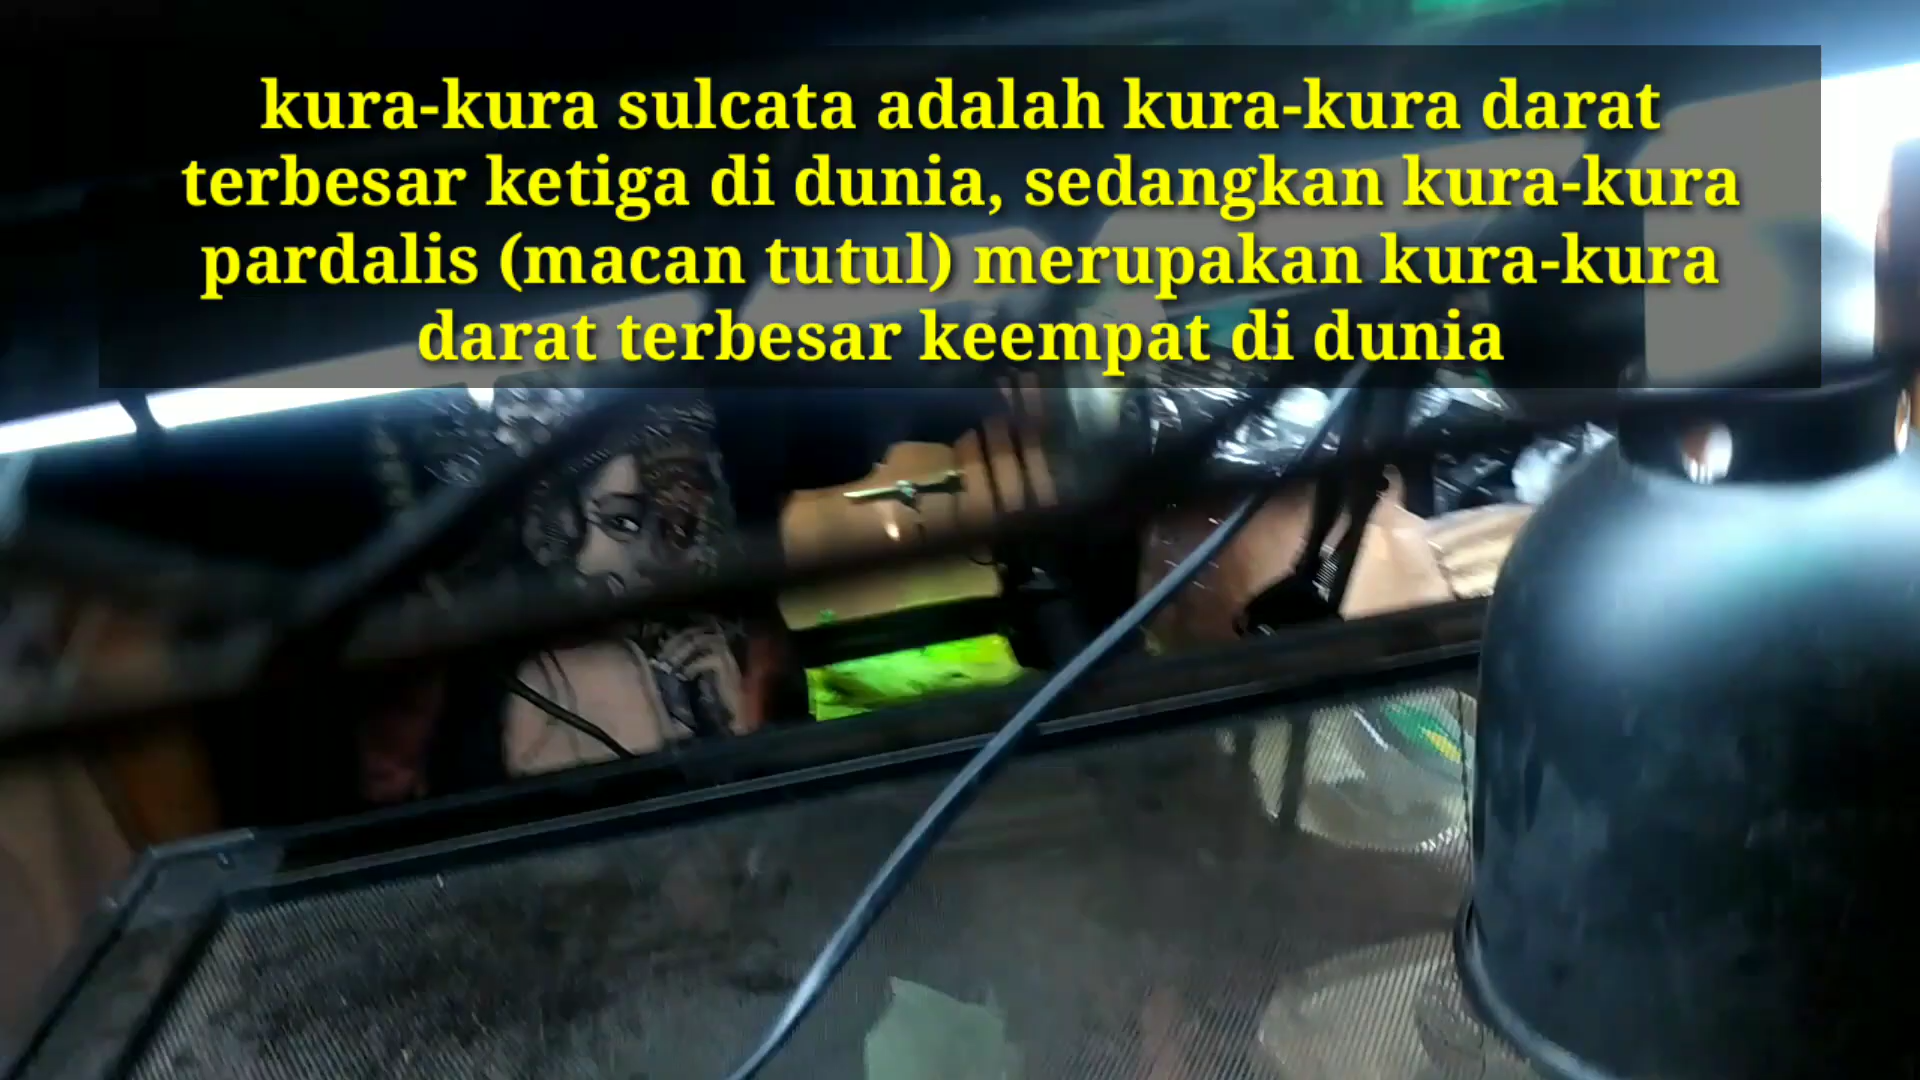 kura-kura sulcata adalah kura-kura darat
terbesar ketiga di dunia, sedangkan kura-kura
pardalis (macan tutul) merupakan kura-kura
darat terbesar keempat di dunia